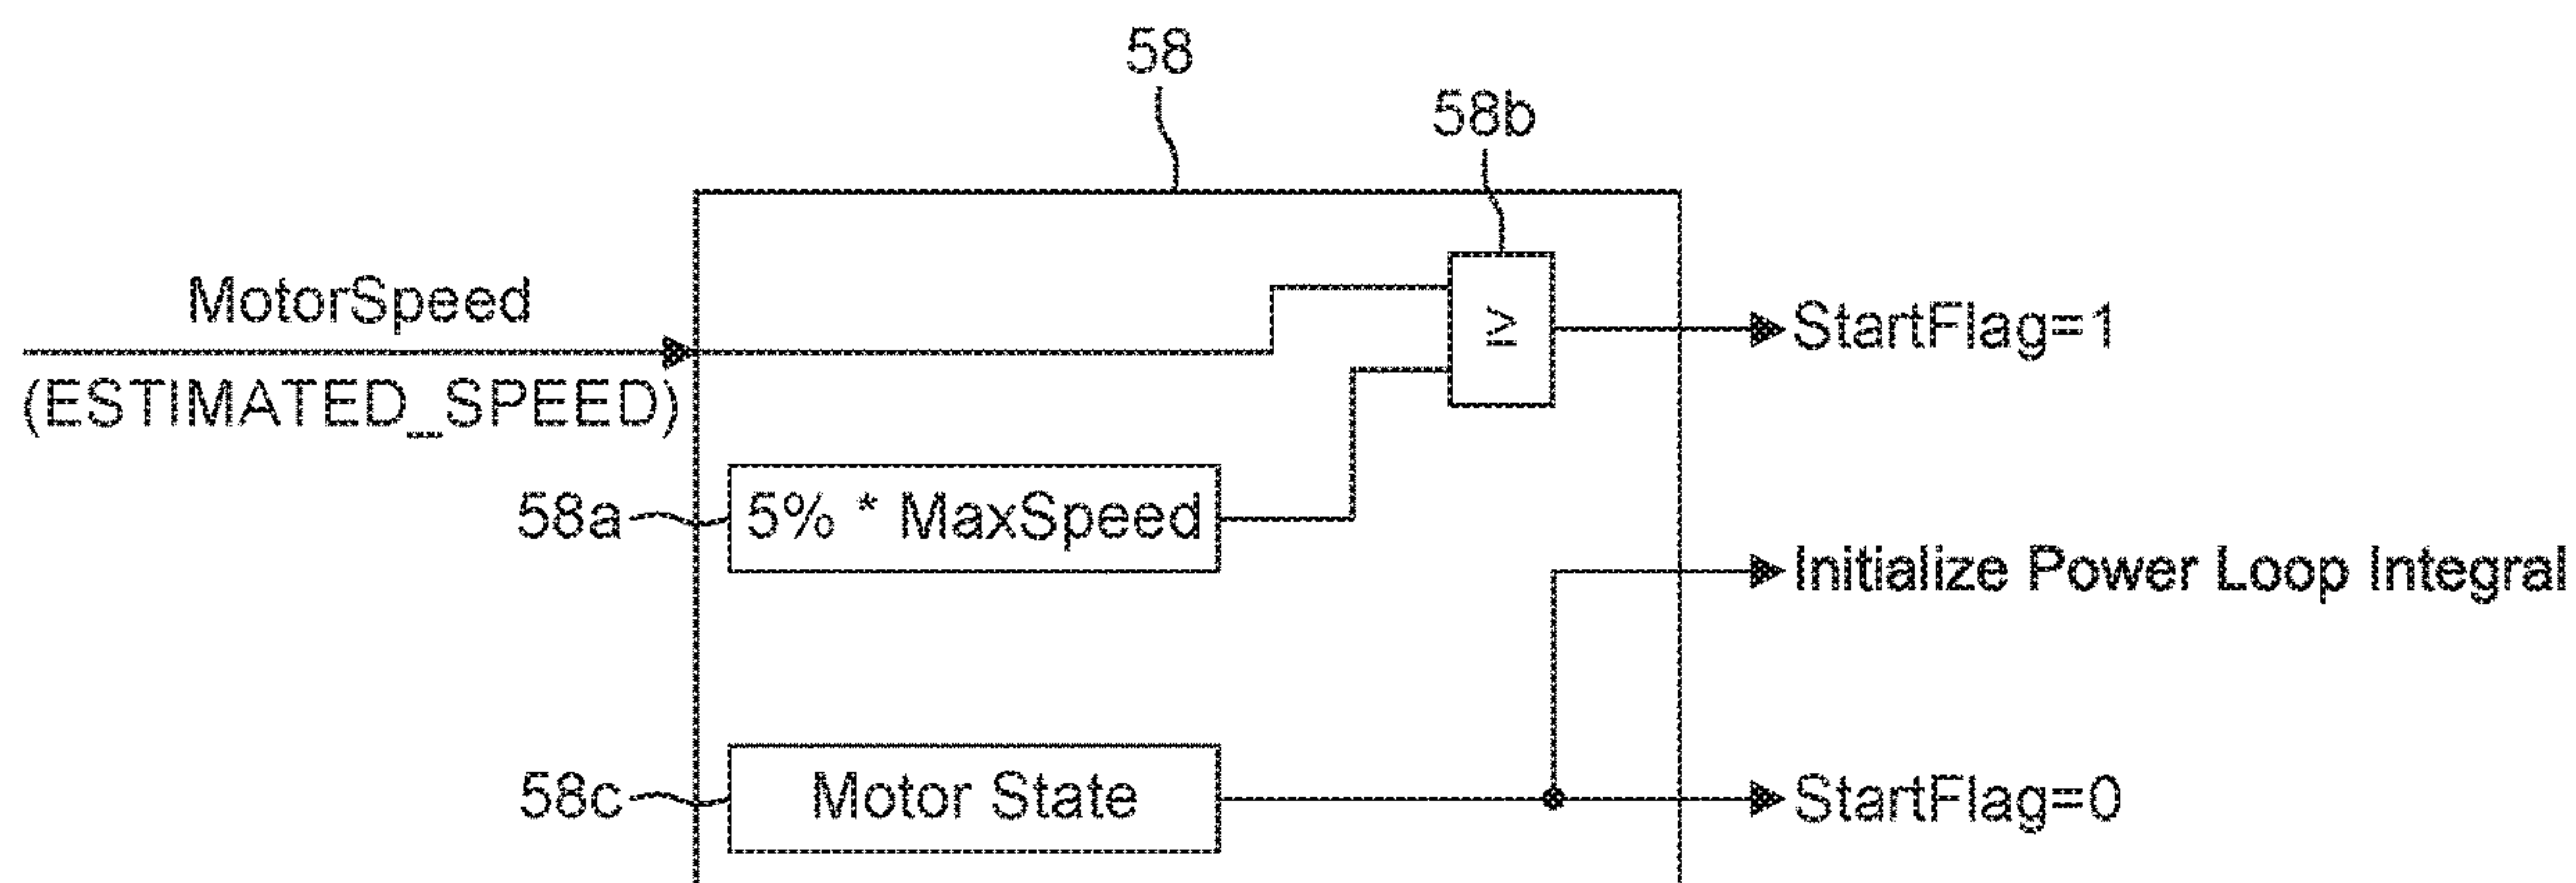 58
58b
MotorSpeed
(ESTIMATED_SPEED)
≥
StartFlag=1
58a
5% * MaxSpeed
Initialize Power Loop Integral
58c
Motor State
StartFlag=0